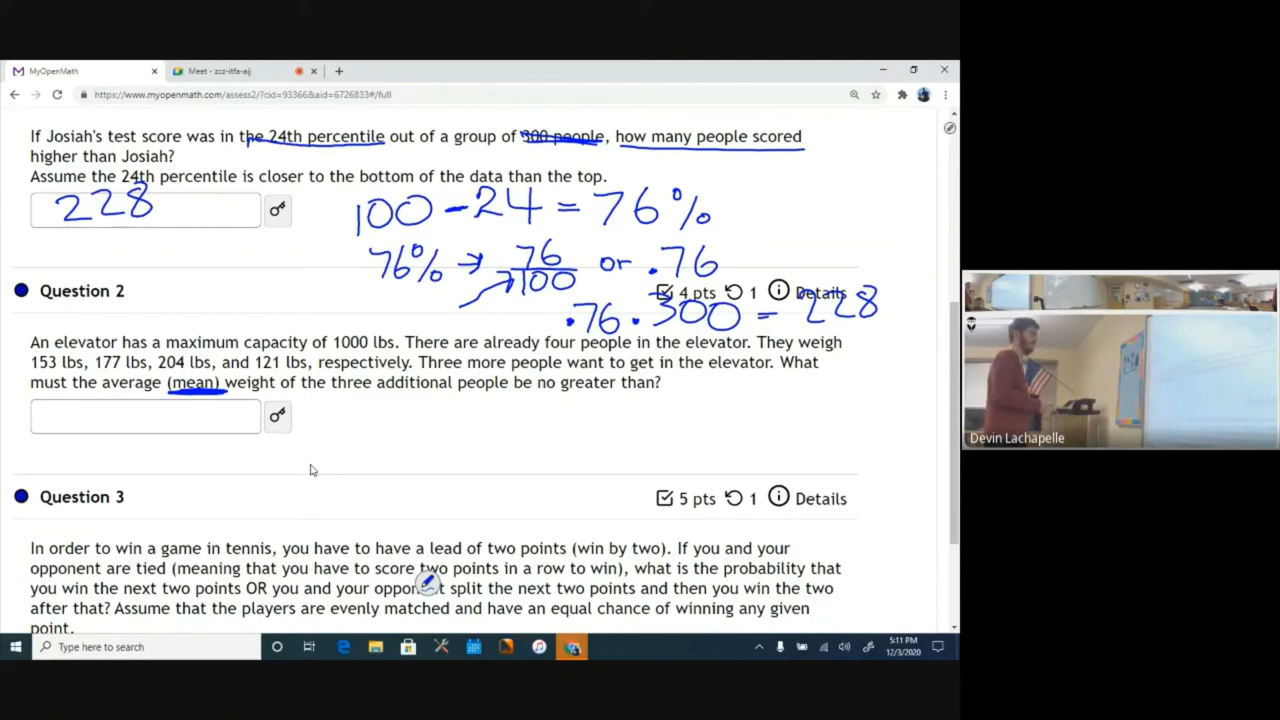 MyOpenMath
Meet - zcz-itfa-aij
https://www.myopenmath.com/assess2/?cid=93366&aid=6726833#/full
If Josiah's test score was in the 24th percentile out of a group of 300 people, how many people scored
higher than Josiah?
Assume the 24th percentile is closer to the bottom of the data than the top.
228
100 - 24 = 76%
76% → 76/100 or .76
Question 2
4 pts 1 Details
.76 · 300 = 228
An elevator has a maximum capacity of 1000 lbs. There are already four people in the elevator. They weigh
153 lbs, 177 lbs, 204 lbs, and 121 lbs, respectively. Three more people want to get in the elevator. What
must the average (mean) weight of the three additional people be no greater than?
Question 3
5 pts 1 Details
In order to win a game in tennis, you have to have a lead of two points (win by two). If you and your
opponent are tied (meaning that you have to score two points in a row to win), what is the probability that
you win the next two points OR you and your opponent split the next two points and then you win the two
after that? Assume that the players are evenly matched and have an equal chance of winning any given
point.
Type here to search
5:11 PM
12/3/2020
Devin Lachapelle